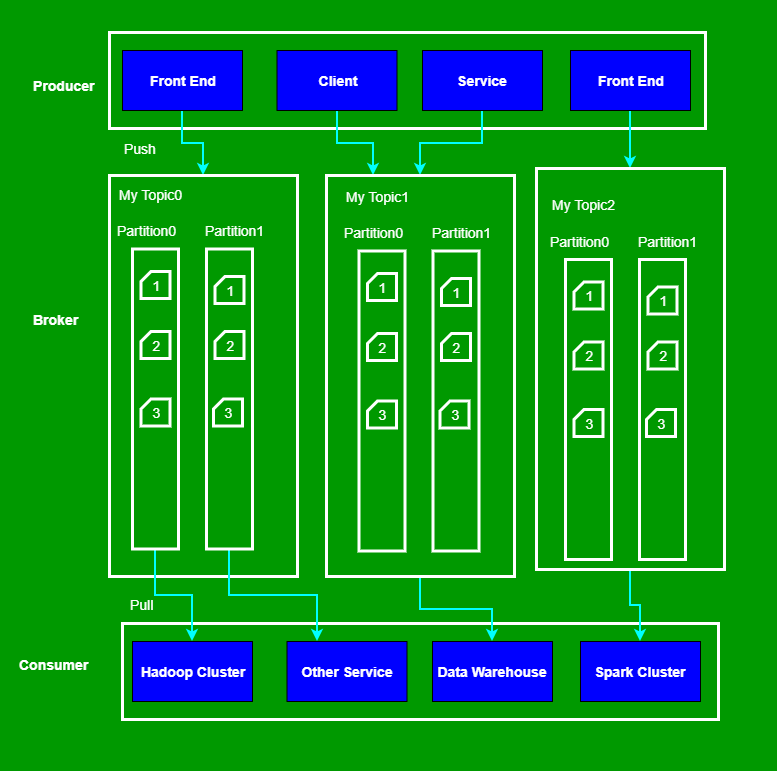 Producer
Front End
Client
Service
Front End
Push
My Topic0
My Topic1
My Topic2
Partition0
Partition1
Partition0
Partition1
Partition0
Partition1
1
1
1
1
1
1
Broker
2
2
2
2
2
2
3
3
3
3
3
3
Pull
Consumer
Hadoop Cluster
Other Service
Data Warehouse
Spark Cluster